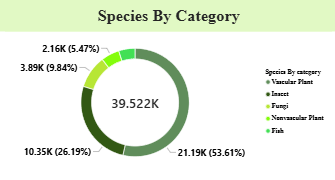 Species By Category
2.16K (5.47%)
3.89K (9.84%)
39.522K
10.35K (26.19%)
21.19K (53.61%)
Species By category
Vascular Plant
Insect
Fungi
Nonvascular Plant
Fish